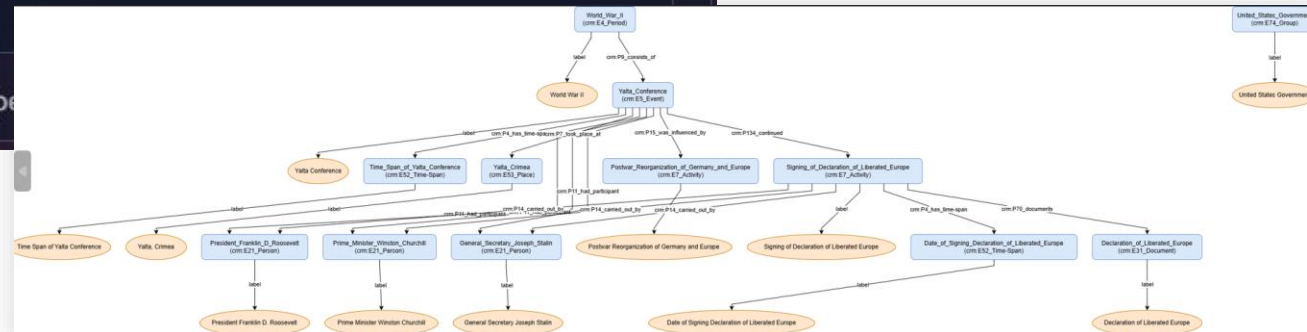 World_War_II
(crm:E4_Period)
United_States_Governme
(crm:E74_Group)
label
crm:P9_consists_of
label
World War II
Yalta_Conference
(crm:E5_Event)
United States Governmen
label
crm:P4_has_time-span
crm:P7_took_place_at
crm:P15_was_influenced_by
crm:P134_continued
Yalta Conference
Time_Span_of_Yalta_Conference
(crm:E52_Time-Span)
Yalta_Crimea
(crm:E53_Place)
Postwar_Reorganization_of_Germany_and_Europe
(crm:E7_Activity)
Signing_of_Declaration_of_Liberated_Europe
(crm:E7_Activity)
crm:P11_had_participant
label
label
crm:P11_had_participant
crm:P14_carried_out_by
crm:P14_carried_out_by
crm:P14_carried_out_by
label
crm:P4_has_time-span
crm:P70_documents
Time Span of Yalta Conference
Yalta, Crimea
President_Franklin_D_Roosevelt
(crm:E21_Person)
Prime_Minister_Winston_Churchill
(crm:E21_Person)
General_Secretary_Joseph_Stalin
(crm:E21_Person)
Postwar Reorganization of Germany and Europe
Signing of Declaration of Liberated Europe
Date_of_Signing_Declaration_of_Liberated_Europe
(crm:E52_Time-Span)
Declaration_of_Liberated_Europe
(crm:E31_Document)
label
label
label
label
label
President Franklin D. Roosevelt
Prime Minister Winston Churchill
General Secretary Joseph Stalin
Date of Signing Declaration of Liberated Europe
Declaration of Liberated Europe